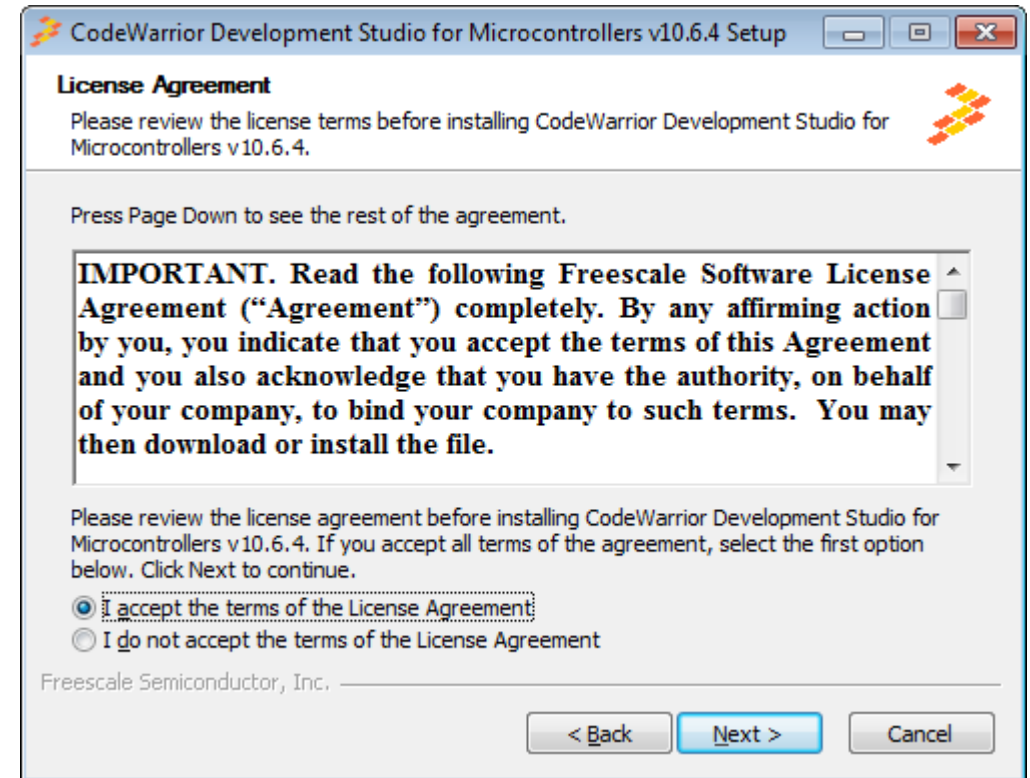 CodeWarrior Development Studio for Microcontrollers v10.6.4 Setup
License Agreement
Please review the license terms before installing CodeWarrior Development Studio for
Microcontrollers v10.6.4.
Press Page Down to see the rest of the agreement.
IMPORTANT. Read the following Freescale Software License
Agreement (“Agreement”) completely. By any affirming action
by you, you indicate that you accept the terms of this Agreement
and you also acknowledge that you have the authority, on behalf
of your company, to bind your company to such terms.  You may
then download or install the file.
Please review the license agreement before installing CodeWarrior Development Studio for
Microcontrollers v10.6.4. If you accept all terms of the agreement, select the first option
below. Click Next to continue.
I accept the terms of the License Agreement
I do not accept the terms of the License Agreement
Freescale Semiconductor, Inc.
< Back Next > Cancel